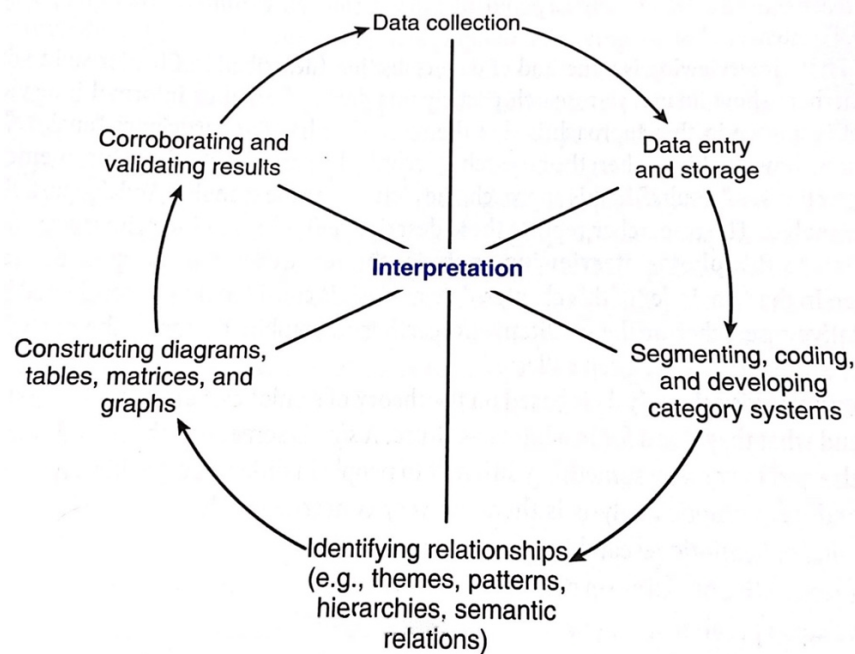 Data collection
Data entry
and storage
Segmenting, coding,
and developing
category systems
Identifying relationships
(e.g., themes, patterns,
hierarchies, semantic
relations)
Constructing diagrams,
tables, matrices, and
graphs
Corroborating and
validating results
Interpretation